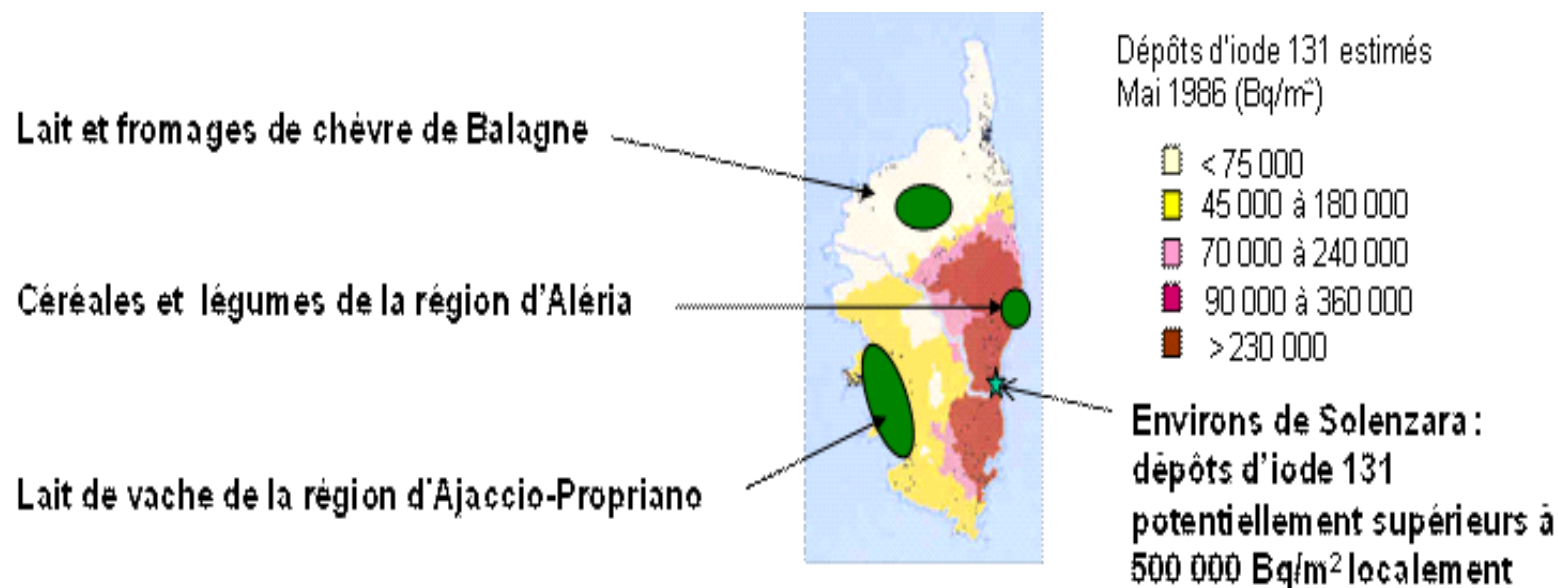 Dépôts d'iode 131 estimés
Mai 1986 (Bq/m²)
< 75 000
45 000 à 180 000
70 000 à 240 000
90 000 à 360 000
> 230 000
Lait et fromages de chèvre de Balagne
Céréales et légumes de la région d'Aléria
Lait de vache de la région d'Ajaccio-Propriano
Environs de Solenzara :
dépôts d'iode 131
potentiellement supérieurs à
500 000 Bq/m² localement